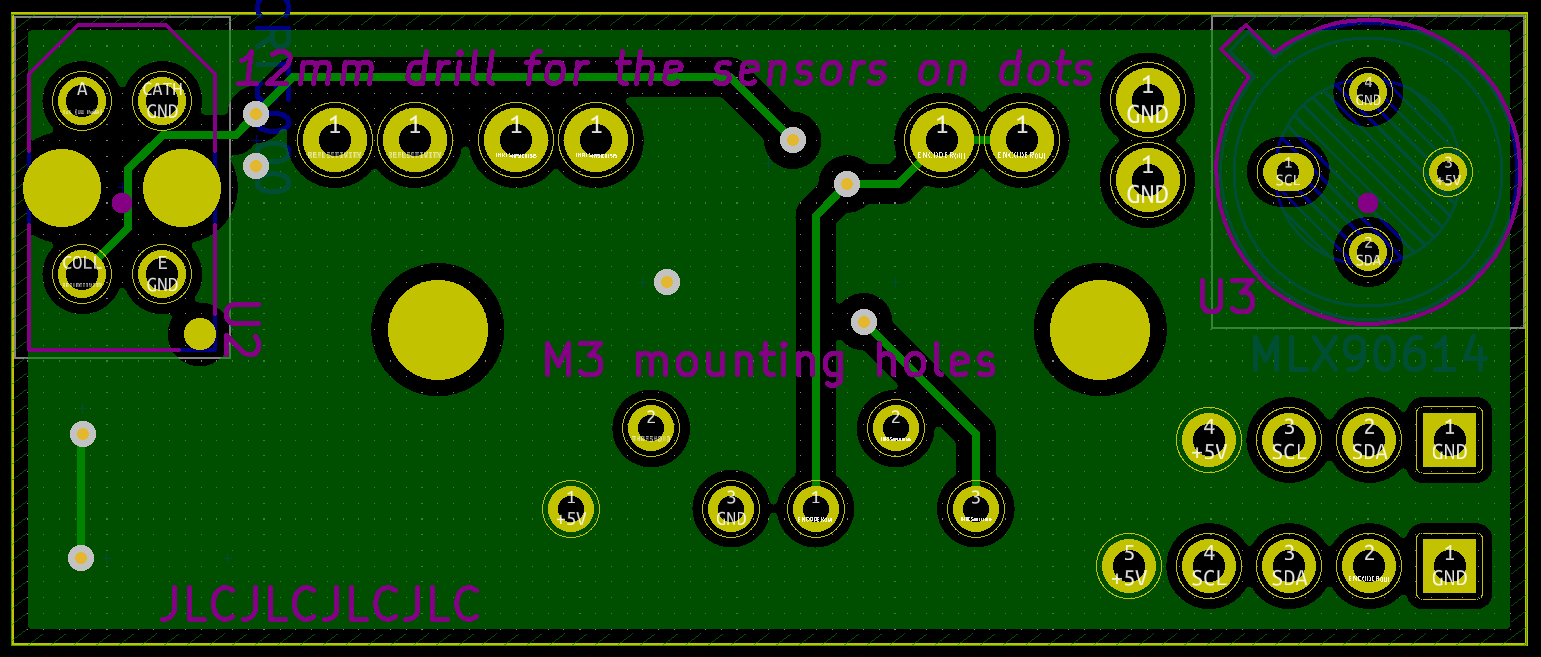 12mm drill for the sensors on dots
A
CATH
GND
1
1
1
1
1
1
1
GND
1
GND
4
GND
1
SCL
3
+5V
2
SDA
COLL
E
GND
U2
U3
M3 mounting holes
MLX90614
2
2
4
+5V
3
SCL
2
SDA
1
GND
1
+5V
3
GND
1
3
5
+5V
4
SCL
3
SDA
2
1
GND
JLCJLCJLCJLC